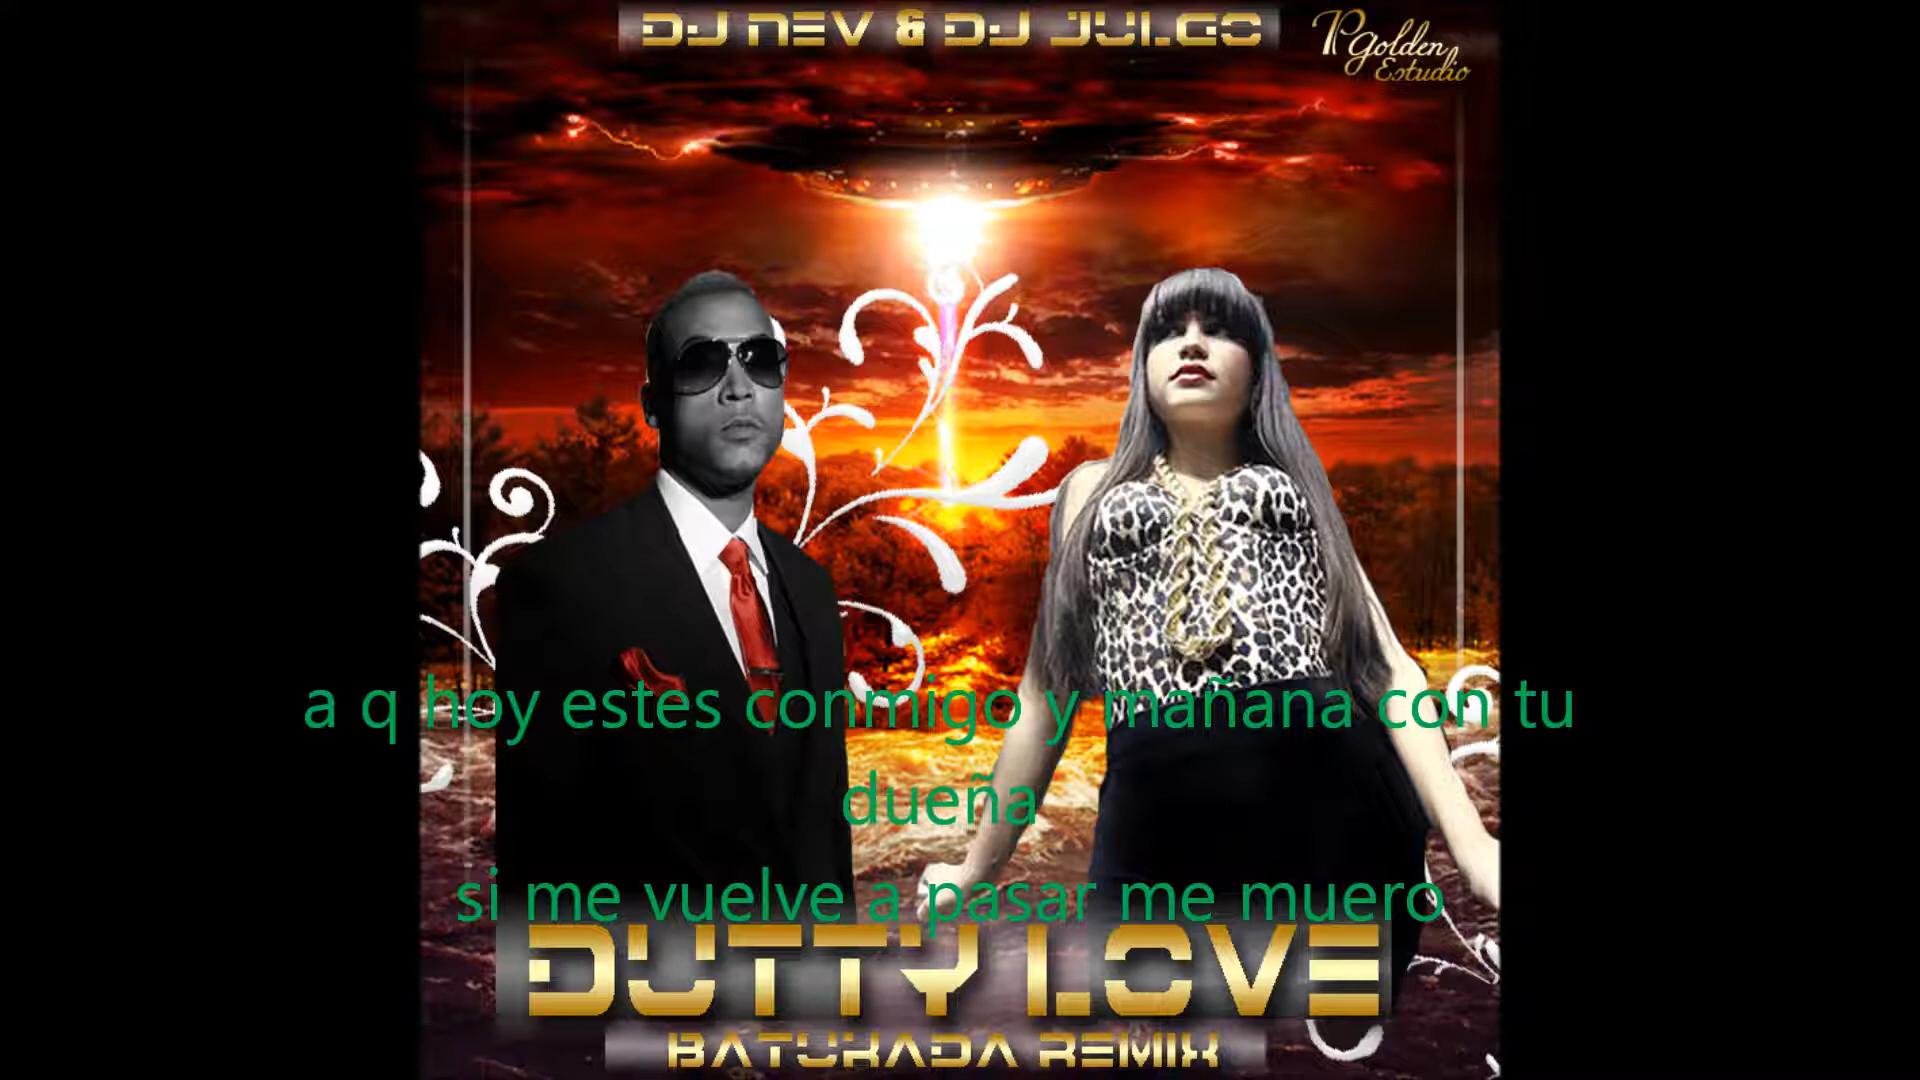 DJ NEV & DJ JULGO
TP golden
Estudio
a q hoy estes conmigo y mañana con tu
dueña
si me vuelve a pasar me muero
DUTTY LOVE
BATUKADA REMIX